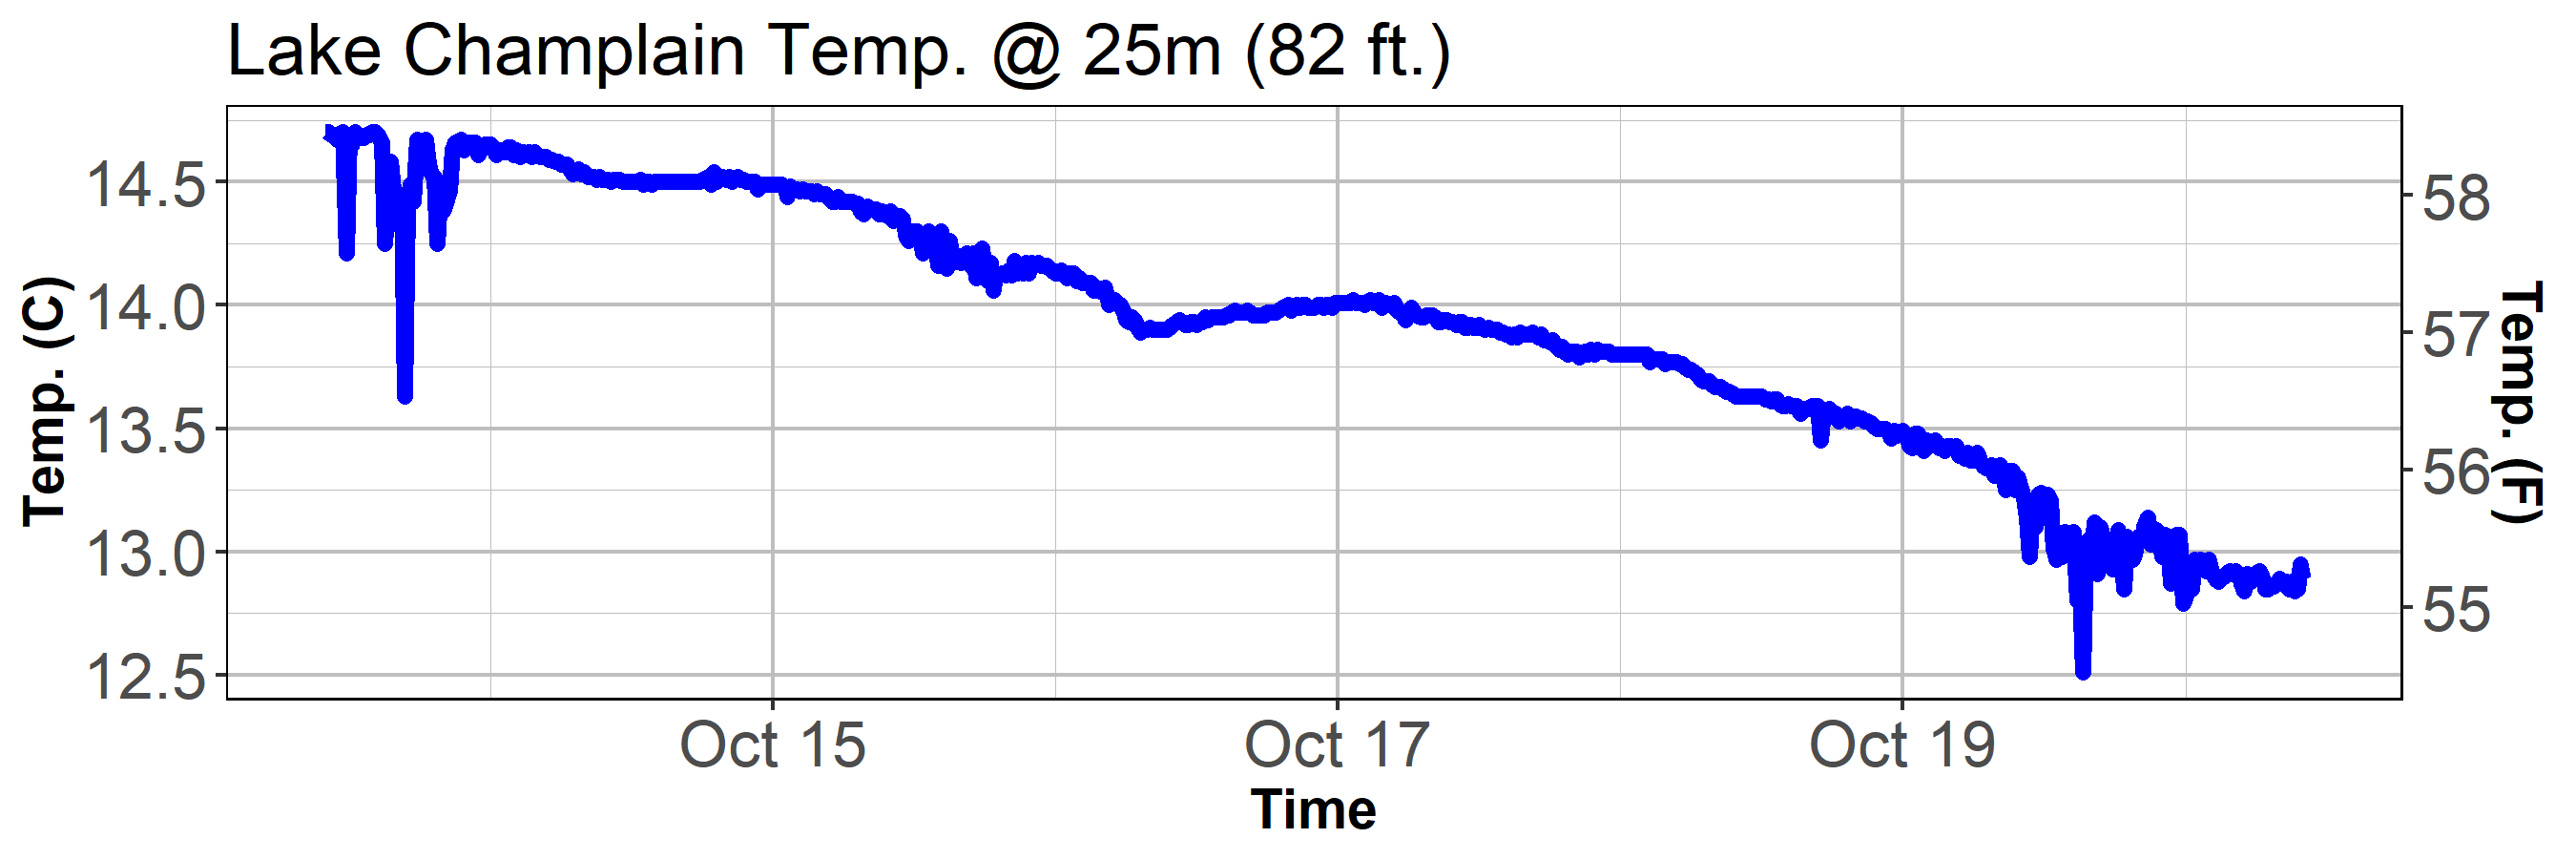 Lake Champlain Temp. @ 25m (82 ft.)
Temp. (C)
14.5
14.0
13.5
13.0
12.5
58
57
56
55
Temp. (F)
Oct 15 Oct 17 Oct 19
Time